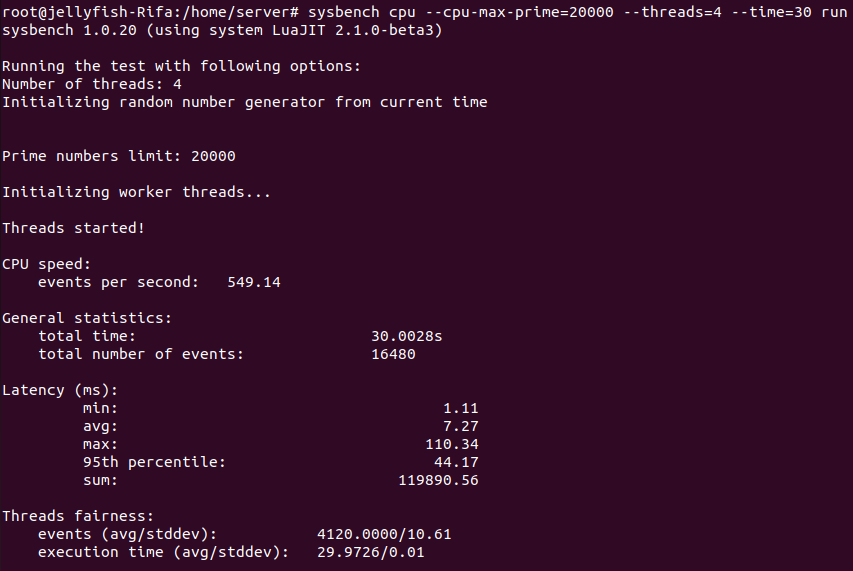 root@jellyfish-Rifa:/home/server# sysbench cpu --cpu-max-prime=20000 --threads=4 --time=30 run
sysbench 1.0.20 (using system LuaJIT 2.1.0-beta3)
Running the test with following options:
Number of threads: 4
Initializing random number generator from current time
Prime numbers limit: 20000
Initializing worker threads...
Threads started!
CPU speed:
events per second: 549.14
General statistics:
total time: 30.0028s
total number of events: 16480
Latency (ms):
min: 1.11
avg: 7.27
max: 110.34
95th percentile: 44.17
sum: 119890.56
Threads fairness:
events (avg/stddev): 4120.0000/10.61
execution time (avg/stddev): 29.9726/0.01